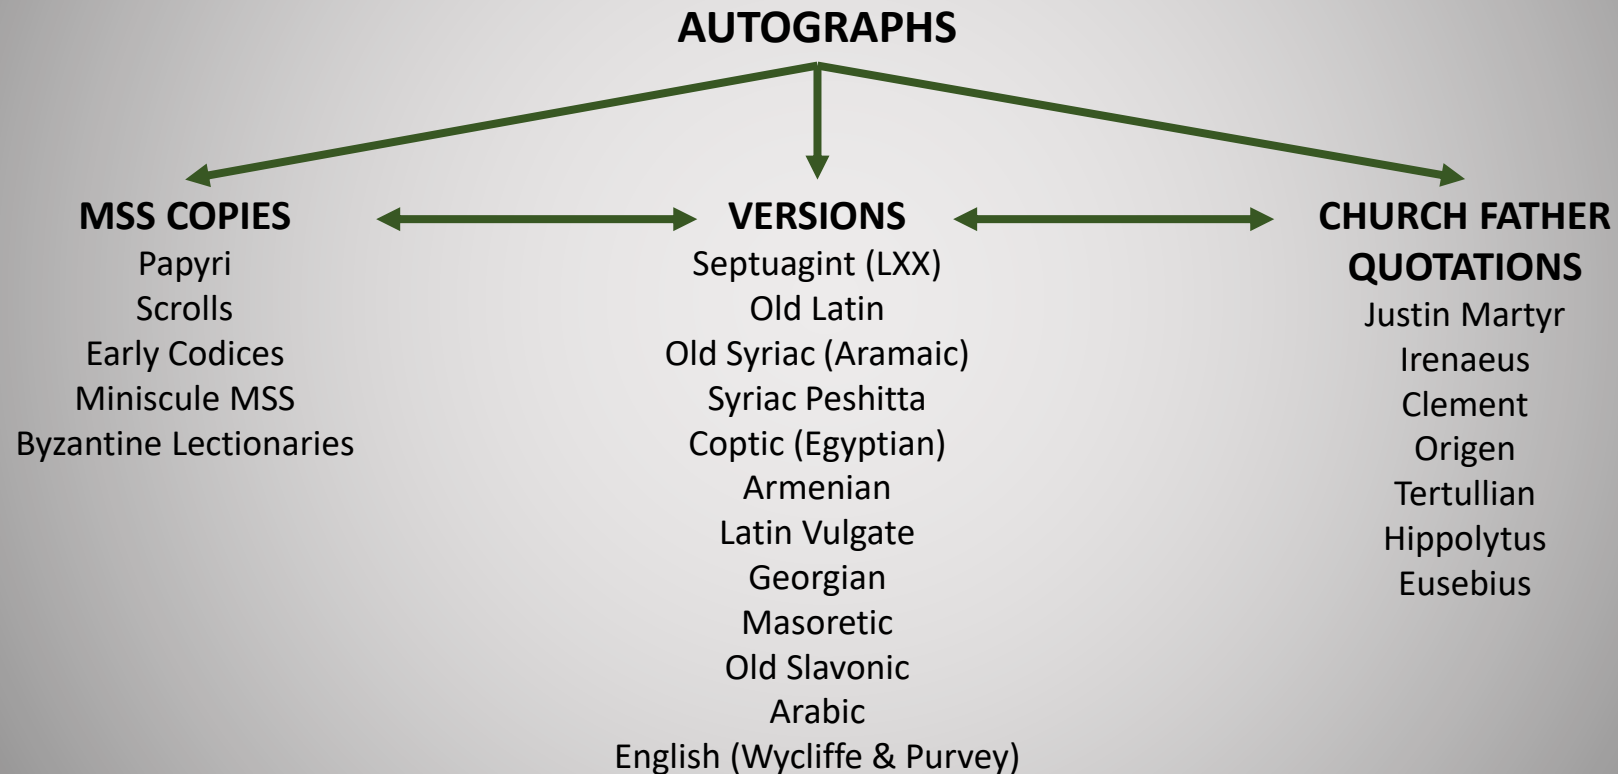 AUTOGRAPHS
MSS COPIES
Papyri
Scrolls
Early Codices
Miniscule MSS
Byzantine Lectionaries
VERSIONS
Septuagint (LXX)
Old Latin
Old Syriac (Aramaic)
Syriac Peshitta
Coptic (Egyptian)
Armenian
Latin Vulgate
Georgian
Masoretic
Old Slavonic
Arabic
English (Wycliffe & Purvey)
CHURCH FATHER
QUOTATIONS
Justin Martyr
Irenaeus
Clement
Origen
Tertullian
Hippolytus
Eusebius